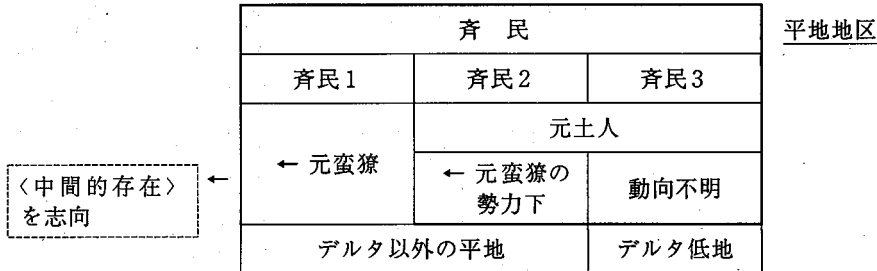 斉 民
平地地区
斉民1
斉民2
斉民3
元土人
← 元蛮獠
← 元蛮獠の
勢力下
動向不明
←
〈中間的存在〉
を志向
デルタ以外の平地
デルタ低地